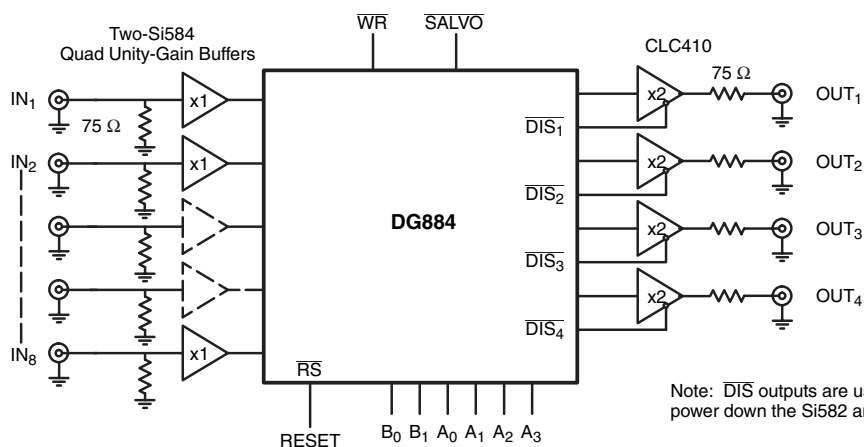 WR SALVO
Two-Si584
Quad Unity-Gain Buffers
CLC410
IN1 x1 x2 75 Ω OUT1
75 Ω
DIS1
IN2 x1 x2 OUT2
DIS2
DG884
x2 OUT3
DIS3
x2 OUT4
DIS4
IN8 x1
RS
Note: DIS outputs are u
power down the Si582 a
RESET B0 B1 A0 A1 A2 A3